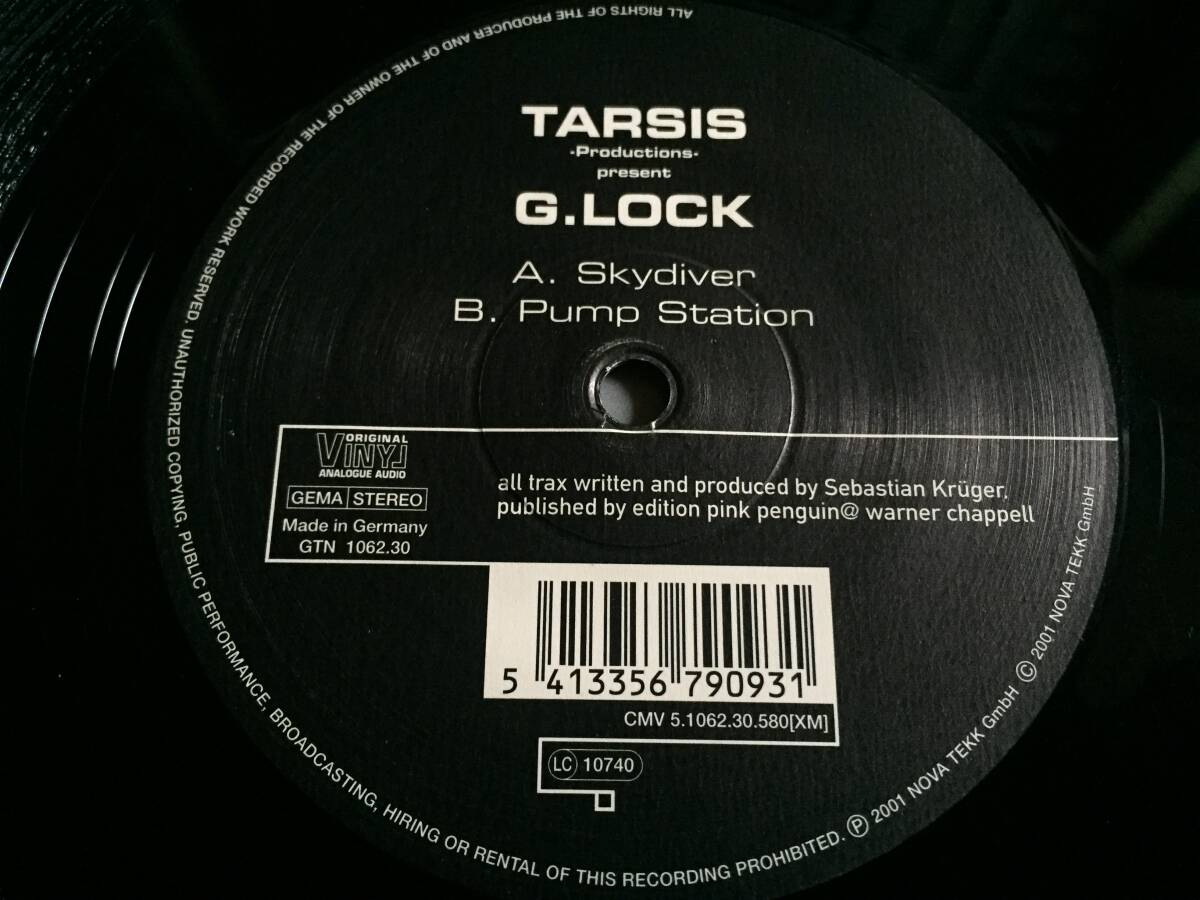 TARSIS
-Productions-
present
G.LOCK
A. Skydiver
B. Pump Station
ORIGINAL
VINYL
ANALOGUE AUDIO
GEMA STEREO
Made in Germany
GTN 1062.30
all trax written and produced by Sebastian Krüger.
published by edition pink penguin@ warner chappell
5 413356 790931
CMV 5.1062.30.580[XM]
LC 10740
ALL RIGHTS OF THE PRODUCER AND OF THE OWNER OF THE RECORDED WORK RESERVED. UNAUTHORIZED COPYING, PUBLIC PERFORMANCE, BROADCASTING, HIRING OR RENTAL OF THIS RECORDING PROHIBITED. Ⓟ 2001 NOVA TEKK GmbH © 2001 NOVA TEKK GmbH